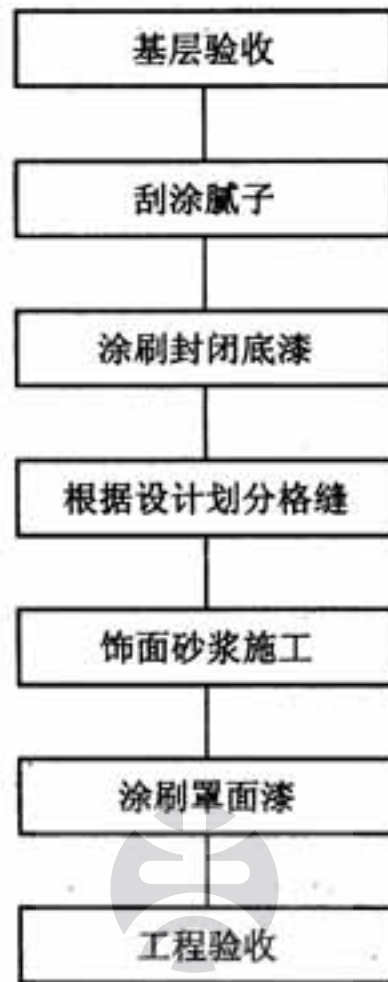 基层验收
刮涂腻子
涂刷封闭底漆
根据设计划分格缝
饰面砂浆施工
涂刷罩面漆
工程验收